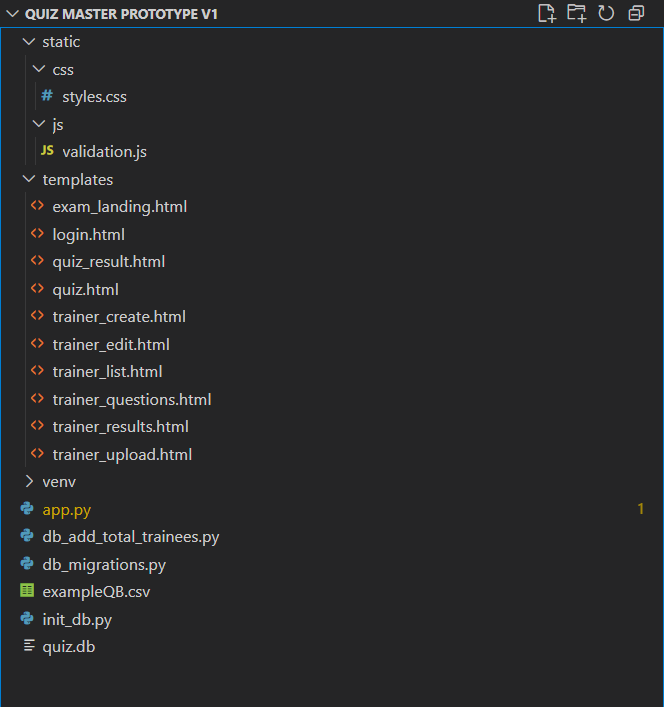 QUIZ MASTER PROTOTYPE V1
static
css
# styles.css
js
JS validation.js
templates
<> exam_landing.html
<> login.html
<> quiz_result.html
<> quiz.html
<> trainer_create.html
<> trainer_edit.html
<> trainer_list.html
<> trainer_questions.html
<> trainer_results.html
<> trainer_upload.html
venv
app.py 1
db_add_total_trainees.py
db_migrations.py
exampleQB.csv
init_db.py
quiz.db